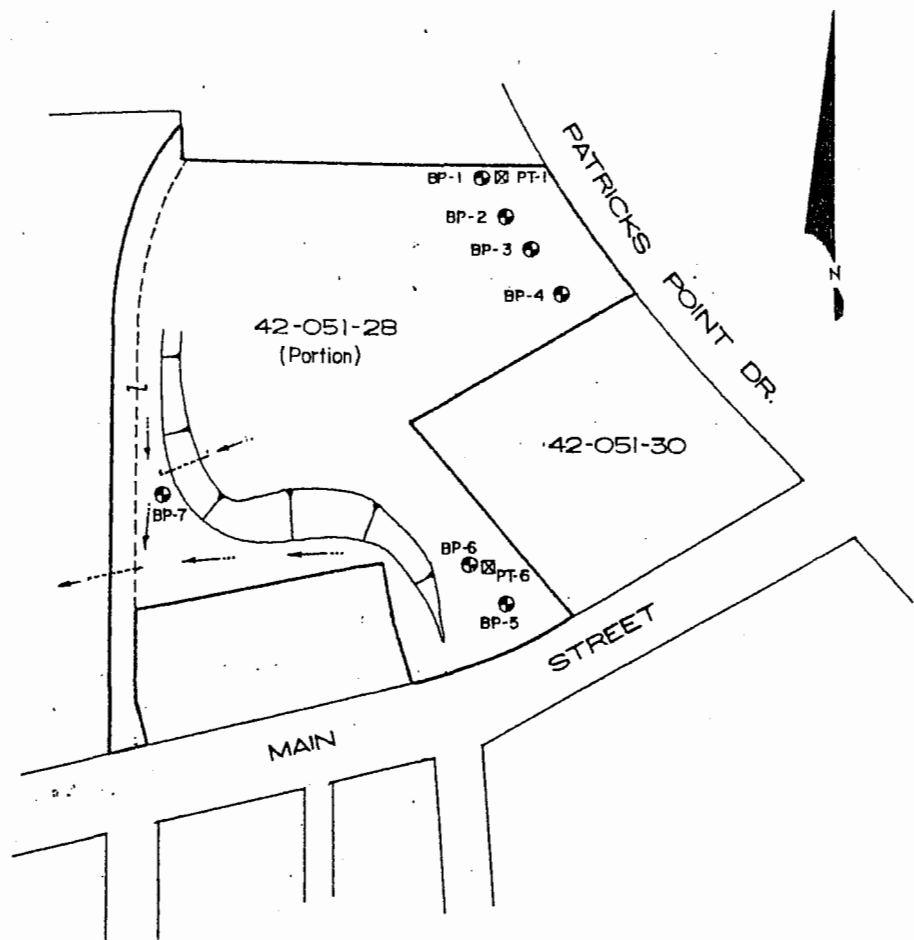 PATRICKS POINT DR.
BP-1 PT-1
BP-2
BP-3
BP-4
N
42-051-28
(Portion)
42-051-30
BP-7
BP-6
PT-6
BP-5
MAIN STREET